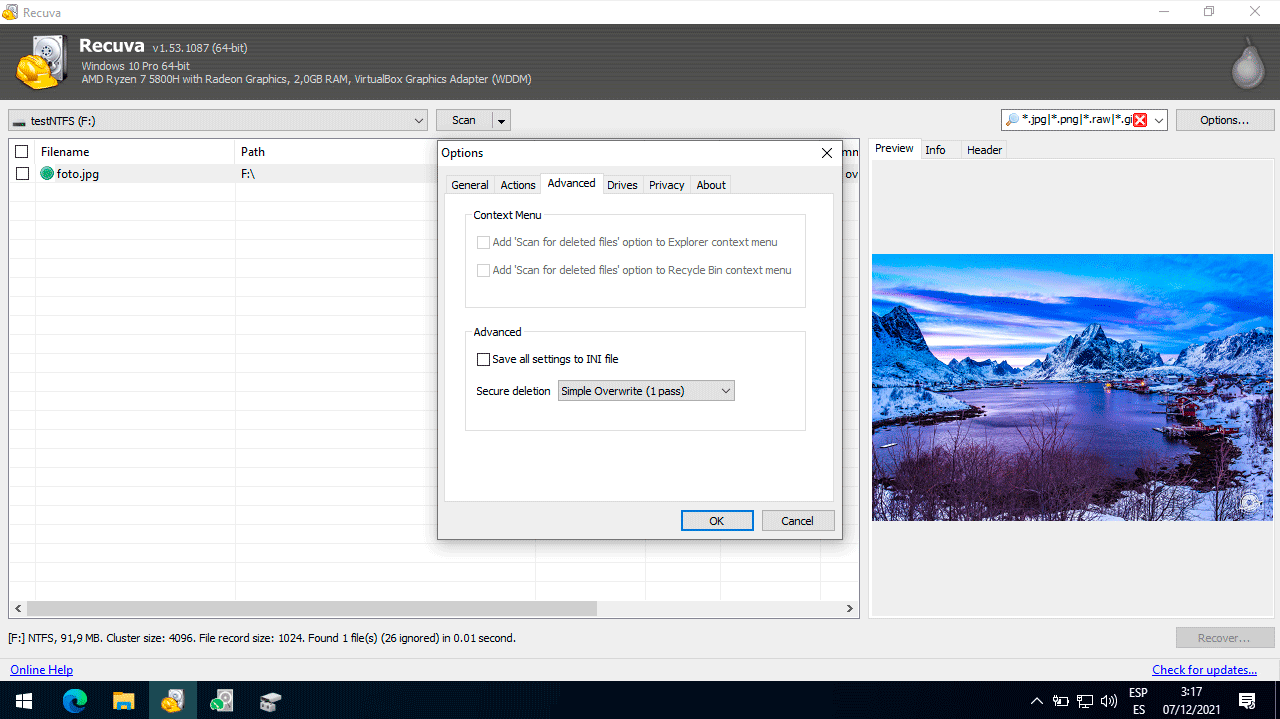 Recuva
Recuva v1.53.1087 (64-bit)
Windows 10 Pro 64-bit
AMD Ryzen 7 5800H with Radeon Graphics, 2,0GB RAM, VirtualBox Graphics Adapter (WDDM)
testNTFS (F:)
Scan
*.jpg|*.png|*.raw|*.gi
Options...
Filename
Path
mn
foto.jpg
F:\
ov
Options
General
Actions
Advanced
Drives
Privacy
About
Context Menu
Add 'Scan for deleted files' option to Explorer context menu
Add 'Scan for deleted files' option to Recycle Bin context menu
Advanced
Save all settings to INI file
Secure deletion
Simple Overwrite (1 pass)
OK
Cancel
Preview
Info
Header
[F:] NTFS, 91,9 MB. Cluster size: 4096. File record size: 1024. Found 1 file(s) (26 ignored) in 0.01 second.
Recover...
Online Help
Check for updates...
ESP
ES
3:17
07/12/2021